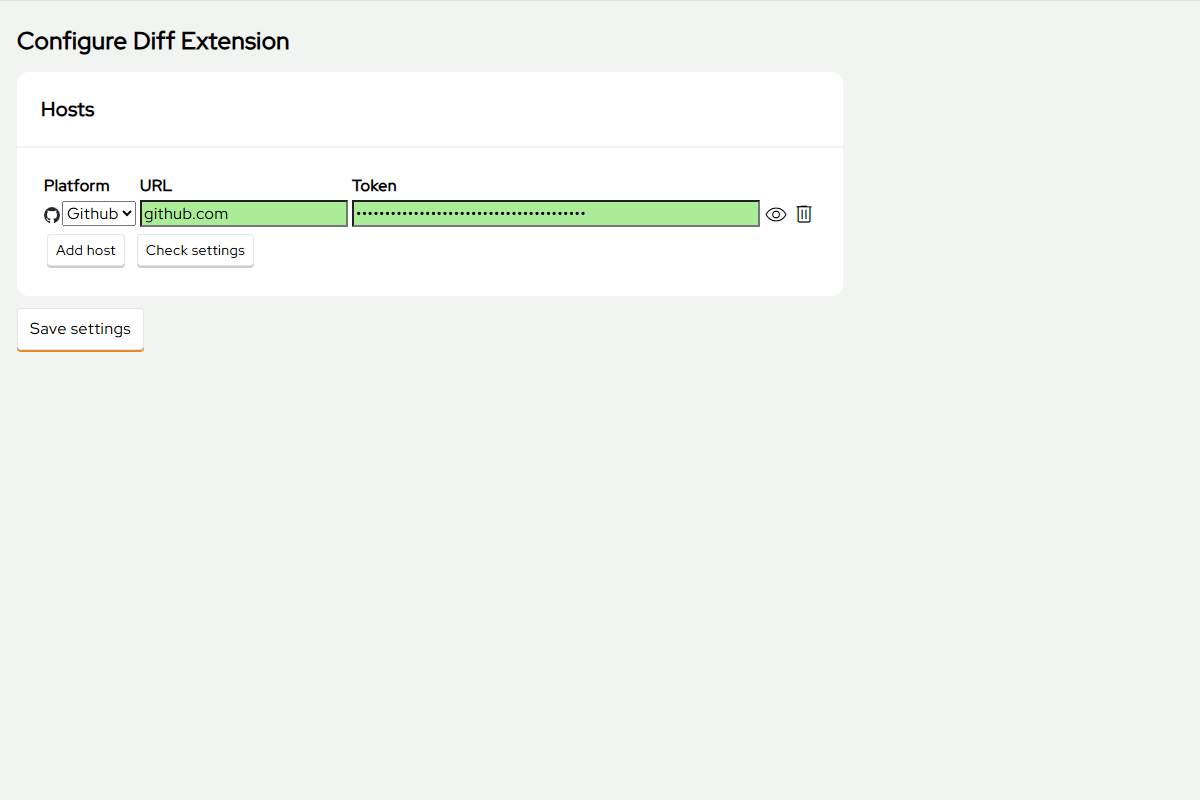 Configure Diff Extension
Hosts
Platform URL Token
Github github.com ••••••••••••••••••••••••••••••••••••••••
Add host Check settings
Save settings